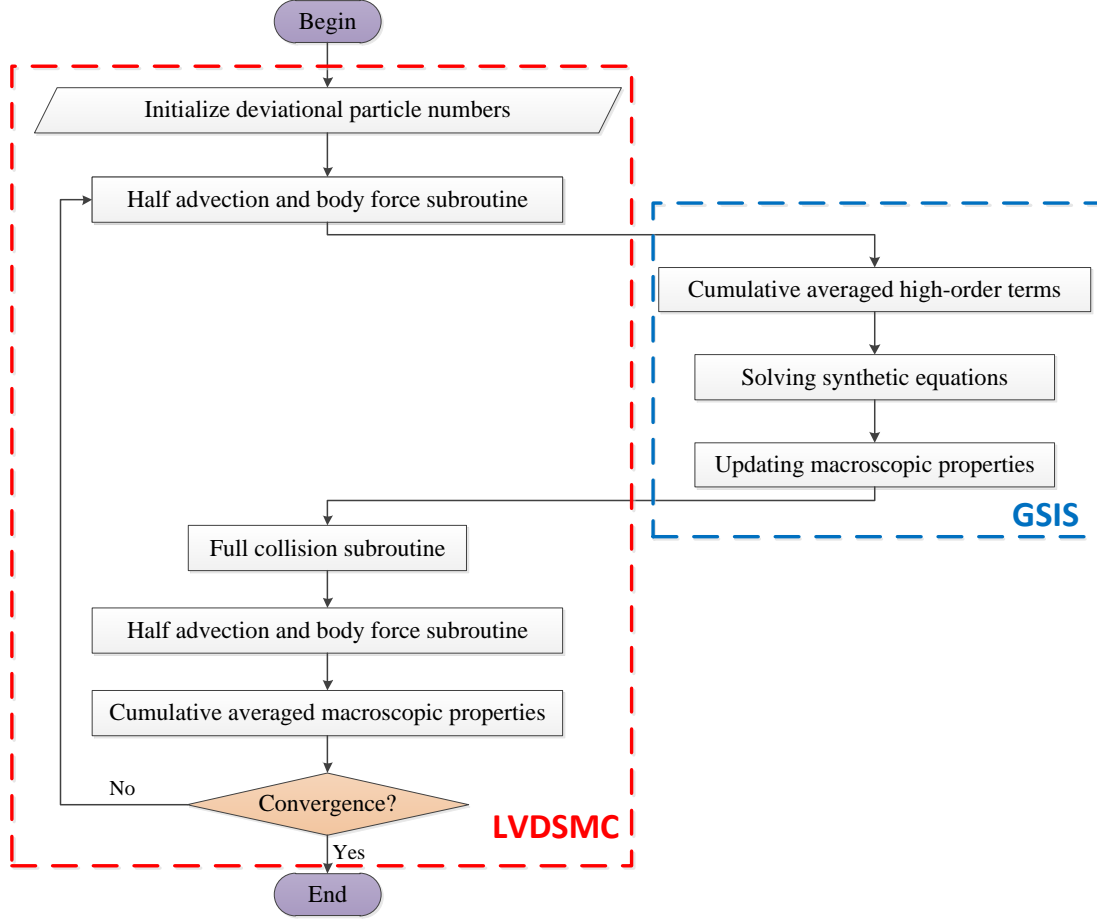 Begin
Initialize deviational particle numbers
Half advection and body force subroutine
Cumulative averaged high-order terms
Solving synthetic equations
Updating macroscopic properties
GSIS
Full collision subroutine
Half advection and body force subroutine
Cumulative averaged macroscopic properties
No
Convergence?
LVDSMC
Yes
End